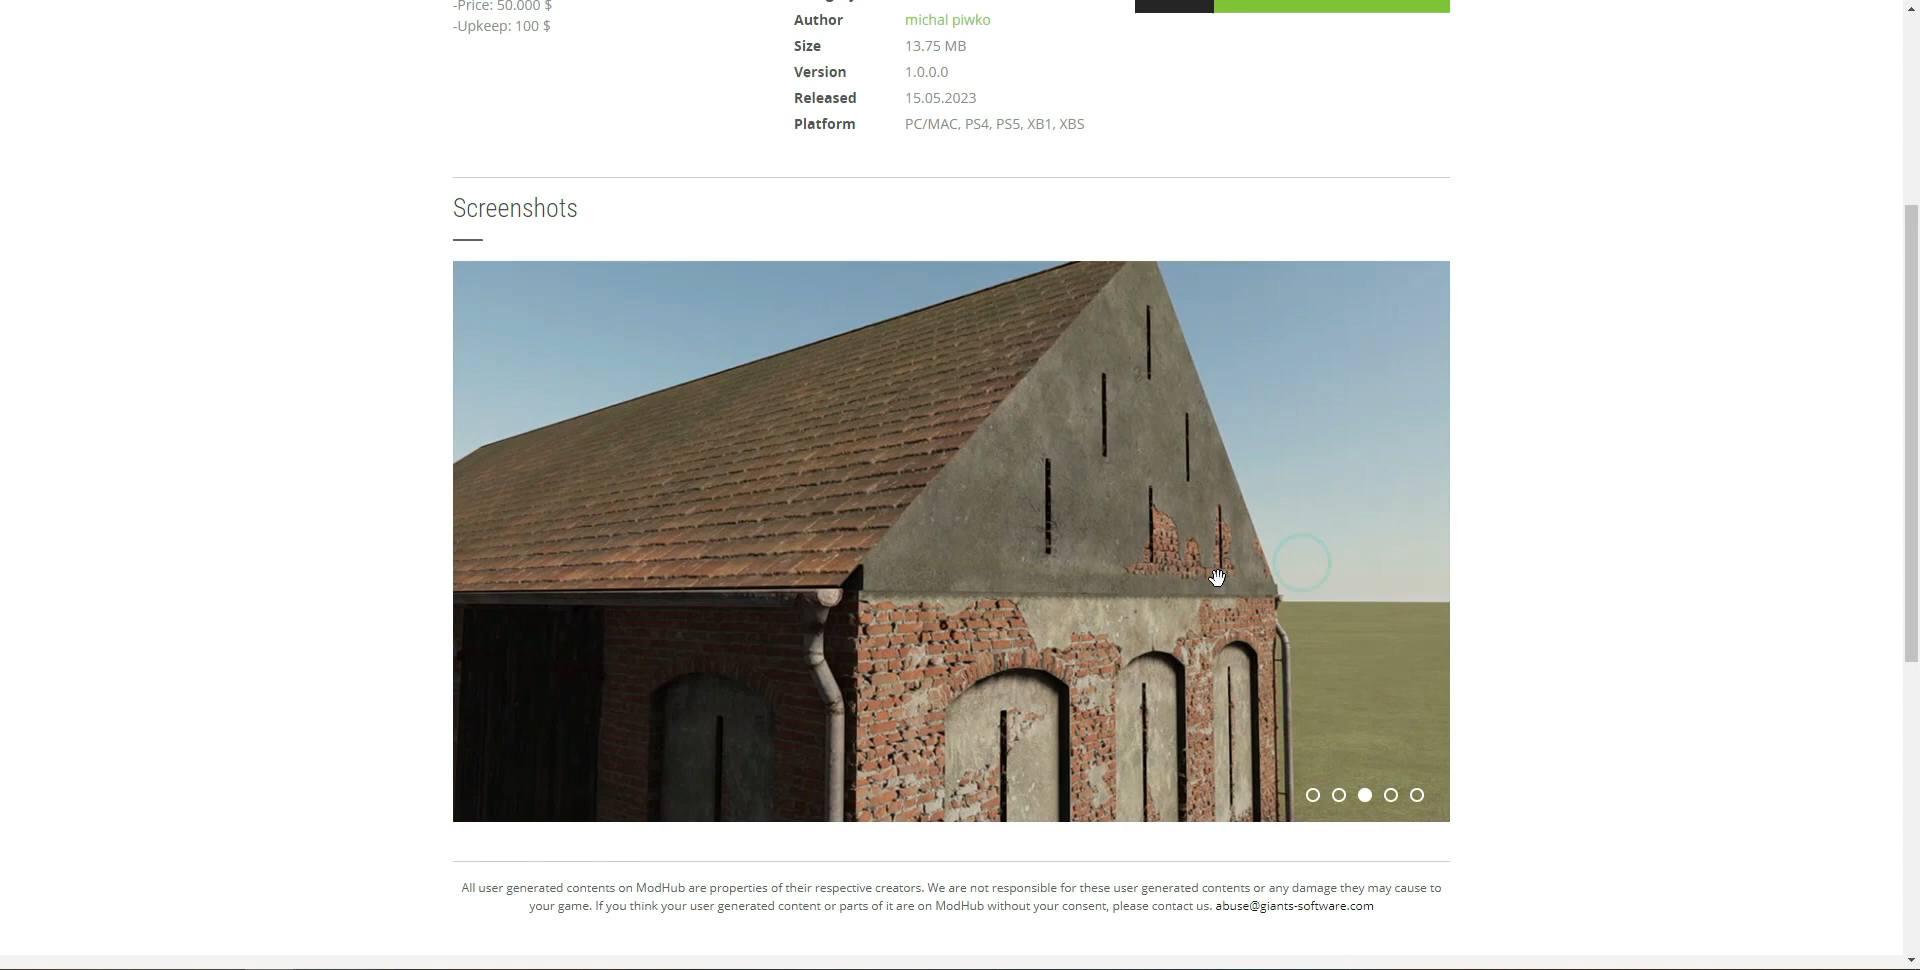 -Price: 50.000 $
-Upkeep: 100 $
Author michal piwko
Size 13.75 MB
Version 1.0.0.0
Released 15.05.2023
Platform PC/MAC, PS4, PS5, XB1, XBS
Screenshots
All user generated contents on ModHub are properties of their respective creators. We are not responsible for these user generated contents or any damage they may cause to
your game. If you think your user generated content or parts of it are on ModHub without your consent, please contact us. abuse@giants-software.com